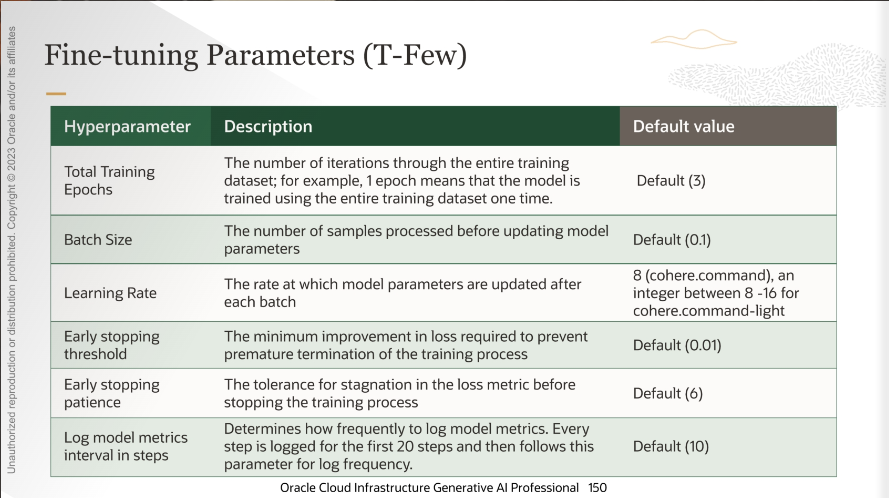 Fine-tuning Parameters (T-Few)
Unauthorized reproduction or distribution prohibited. Copyright © 2023 Oracle and/or its affiliates
Hyperparameter Description Default value
Total Training
Epochs
The number of iterations through the entire training
dataset; for example, 1 epoch means that the model is
trained using the entire training dataset one time.
Default (3)
Batch Size
The number of samples processed before updating model
parameters
Default (0.1)
Learning Rate
The rate at which model parameters are updated after
each batch
8 (cohere.command), an
integer between 8 -16 for
cohere.command-light
Early stopping
threshold
The minimum improvement in loss required to prevent
premature termination of the training process
Default (0.01)
Early stopping
patience
The tolerance for stagnation in the loss metric before
stopping the training process
Default (6)
Log model metrics
interval in steps
Determines how frequently to log model metrics. Every
step is logged for the first 20 steps and then follows this
parameter for log frequency.
Default (10)
Oracle Cloud Infrastructure Generative AI Professional 150